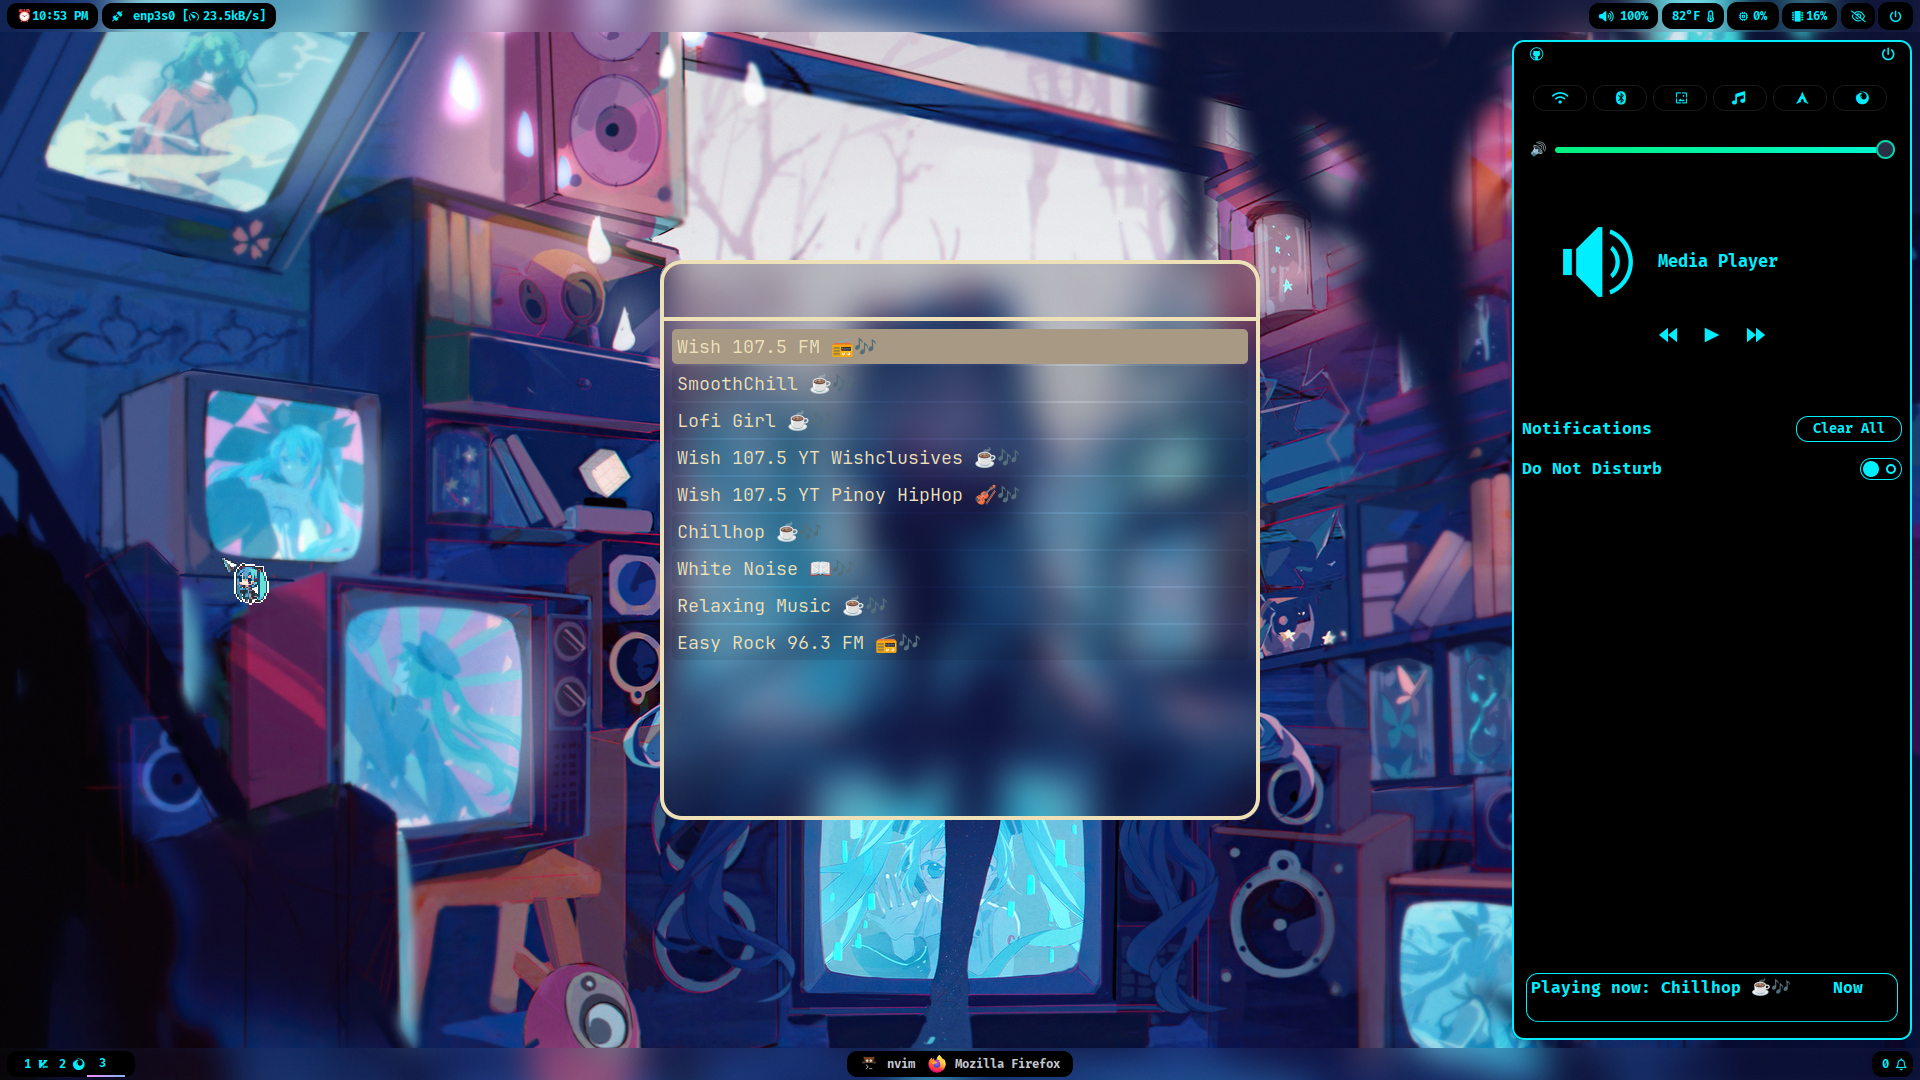 ⏰10:53 PM enp3s0 [23.5kB/s] 100% 82°F 0% 16%
Media Player
Wish 107.5 FM 📻🎶
SmoothChill ☕🎶
Lofi Girl ☕
Wish 107.5 YT Wishclusives ☕🎶
Wish 107.5 YT Pinoy HipHop 🎻🎶
Chillhop ☕🎶
White Noise 📖🎶
Relaxing Music ☕🎶
Easy Rock 96.3 FM 📻🎶
Notifications Clear All
Do Not Disturb
Playing now: Chillhop ☕🎶 Now
1 2 3 nvim Mozilla Firefox 0